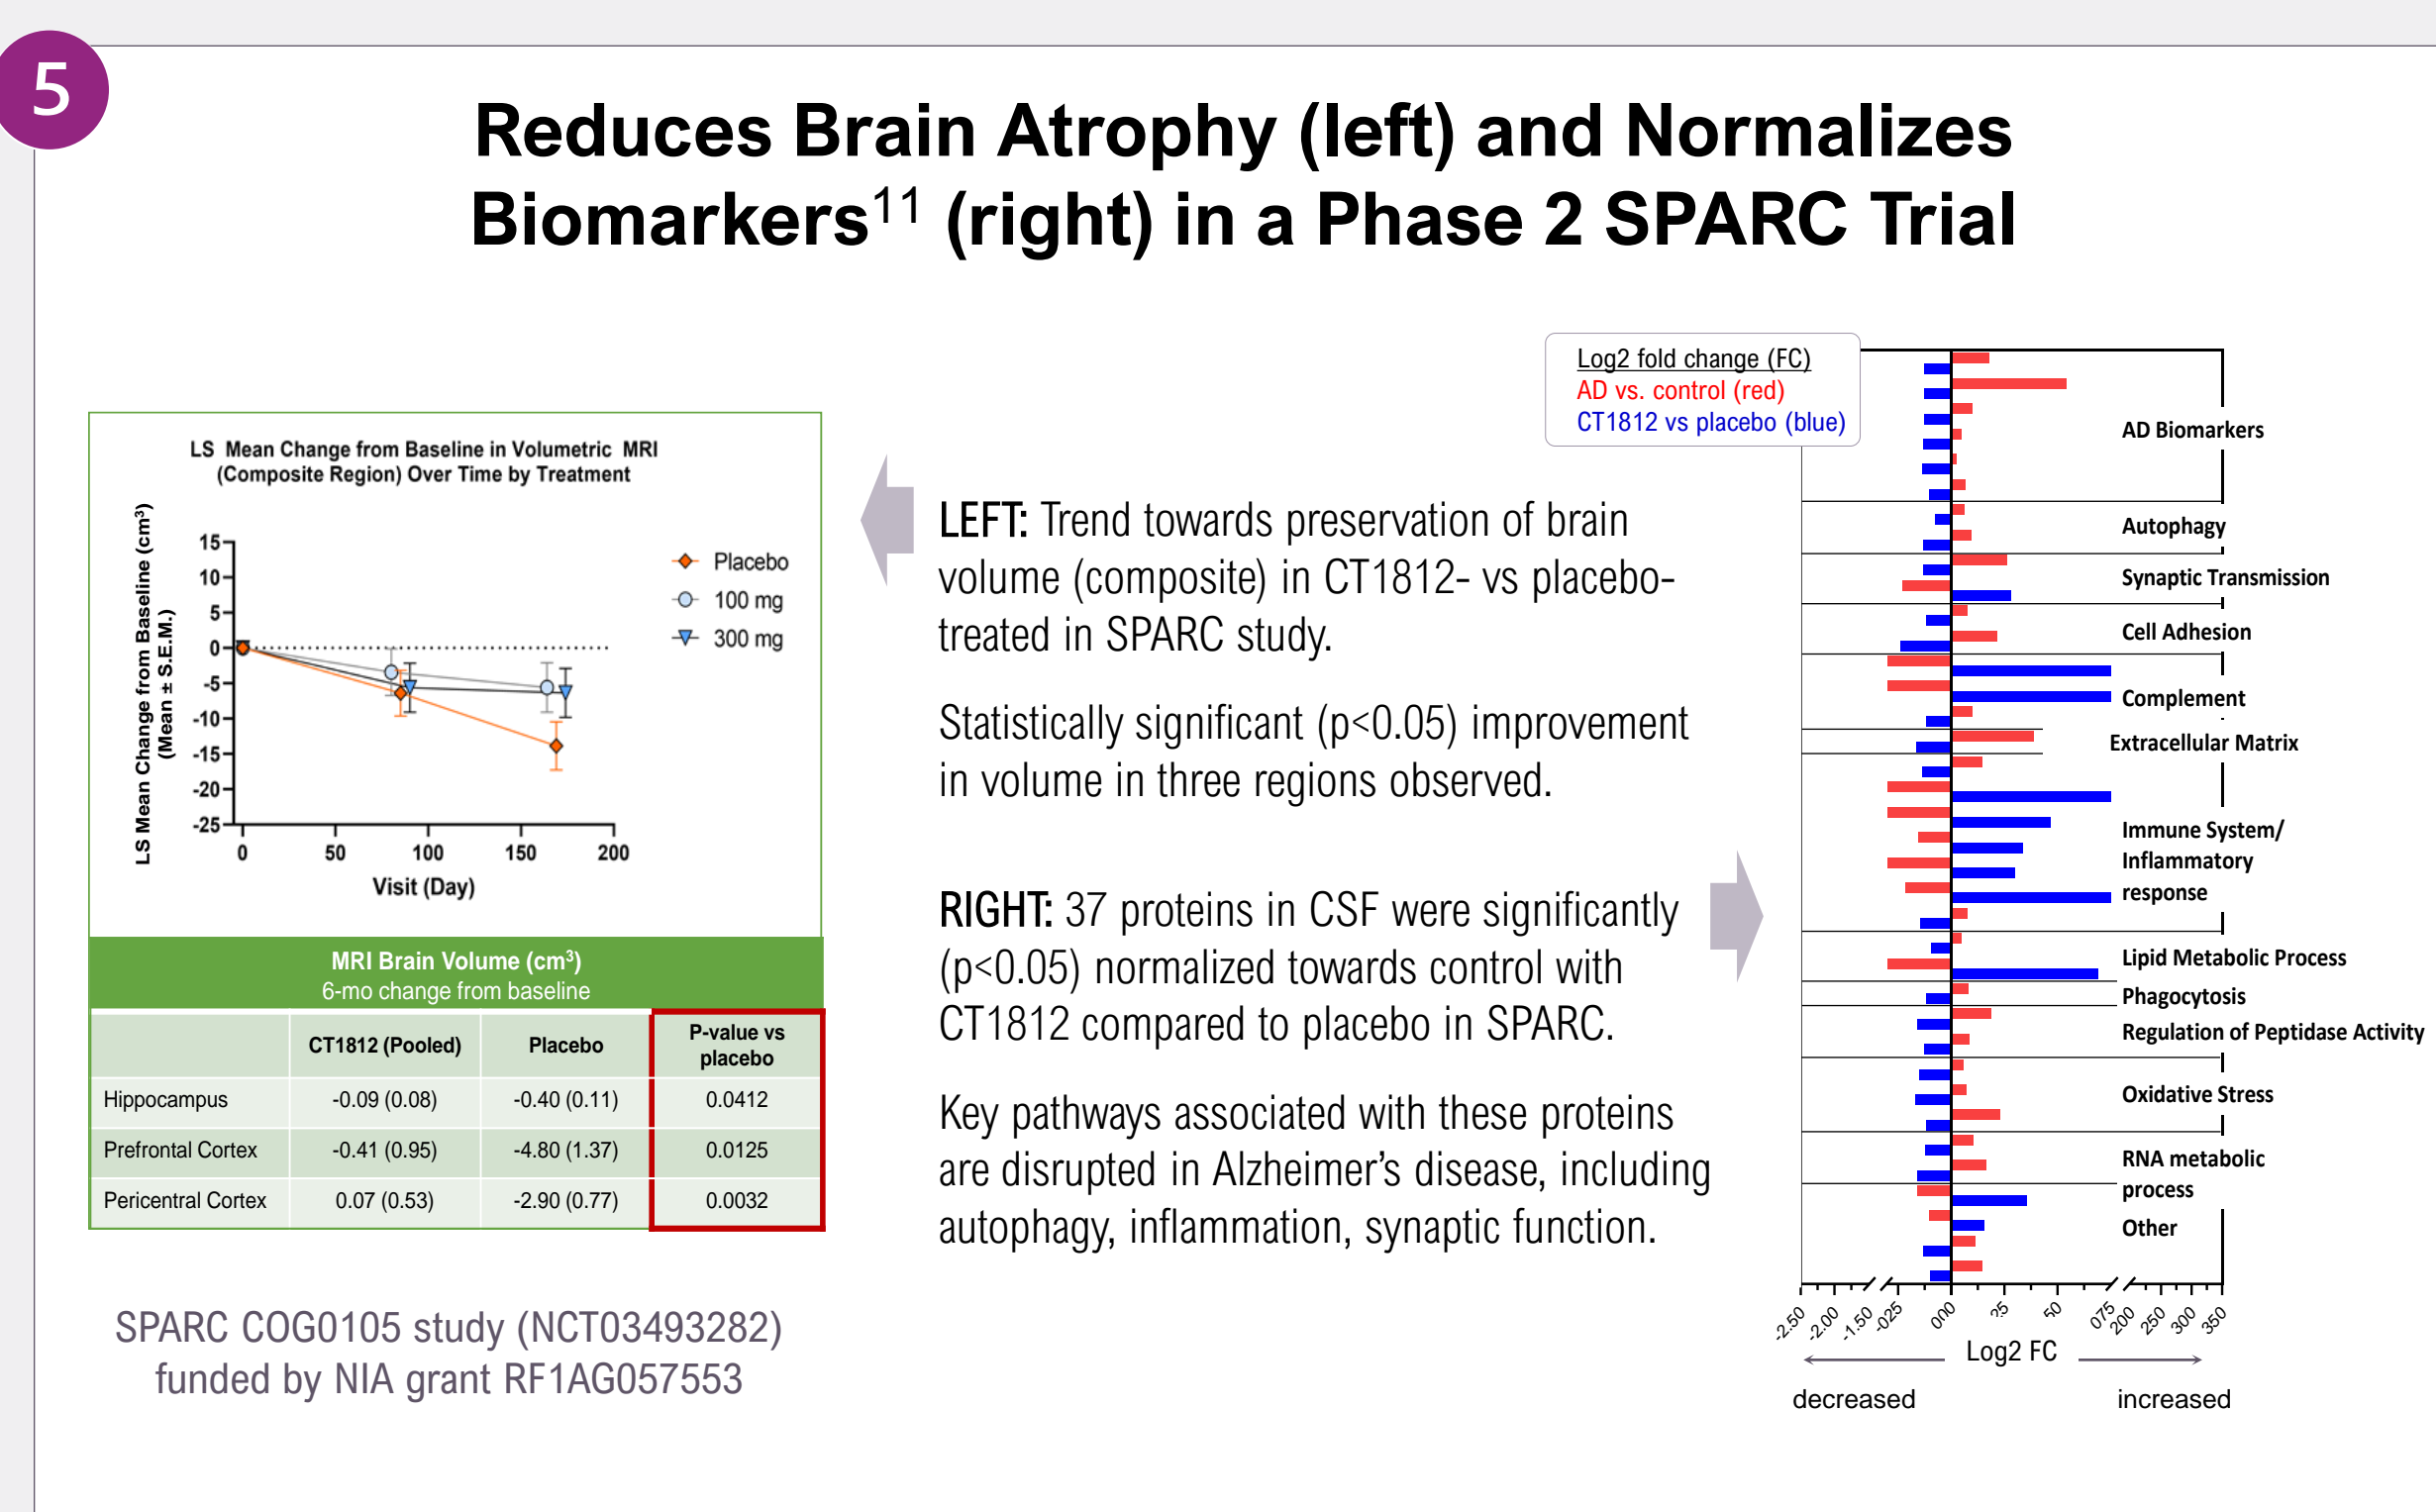 5
Reduces Brain Atrophy (left) and Normalizes
Biomarkers¹¹ (right) in a Phase 2 SPARC Trial
LS Mean Change from Baseline in Volumetric MRI
(Composite Region) Over Time by Treatment
LS Mean Change from Baseline (cm³)
(Mean ± S.E.M.)
15
10
5
0
-5
-10
-15
-20
-25
0 50 100 150 200
Visit (Day)
Placebo
100 mg
300 mg
MRI Brain Volume (cm³)
6-mo change from baseline
CT1812 (Pooled) Placebo P-value vs placebo
Hippocampus -0.09 (0.08) -0.40 (0.11) 0.0412
Prefrontal Cortex -0.41 (0.95) -4.80 (1.37) 0.0125
Pericentral Cortex 0.07 (0.53) -2.90 (0.77) 0.0032
SPARC COG0105 study (NCT03493282)
funded by NIA grant RF1AG057553
LEFT: Trend towards preservation of brain
volume (composite) in CT1812- vs placebo-
treated in SPARC study.
Statistically significant (p<0.05) improvement
in volume in three regions observed.
RIGHT: 37 proteins in CSF were significantly
(p<0.05) normalized towards control with
CT1812 compared to placebo in SPARC.
Key pathways associated with these proteins
are disrupted in Alzheimer's disease, including
autophagy, inflammation, synaptic function.
Log2 fold change (FC)
AD vs. control (red)
CT1812 vs placebo (blue)
AD Biomarkers
Autophagy
Synaptic Transmission
Cell Adhesion
Complement
Extracellular Matrix
Immune System/
Inflammatory
response
Lipid Metabolic Process
Phagocytosis
Regulation of Peptidase Activity
Oxidative Stress
RNA metabolic
process
Other
-2.50 -2.00 -1.50 -025 000 25 50 075 200 250 300 350
Log2 FC
decreased increased